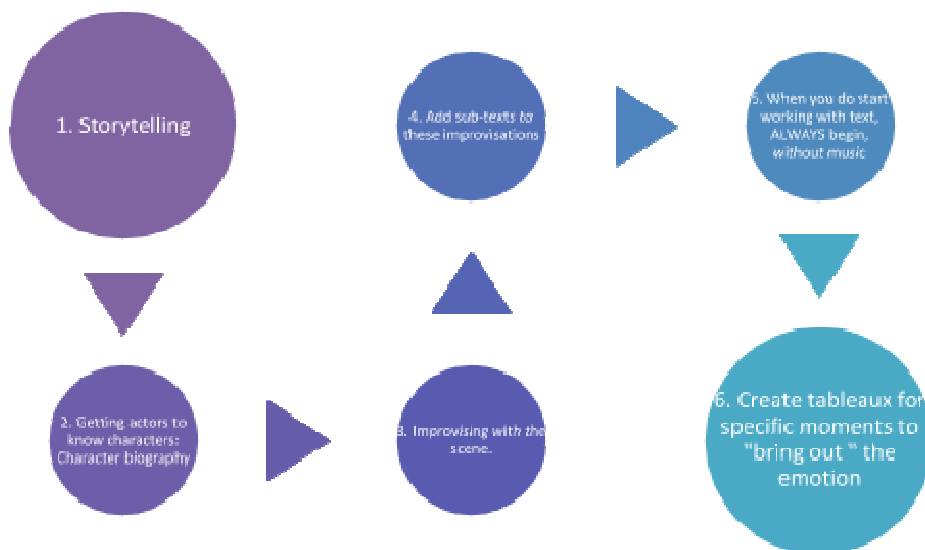 1. Storytelling
2. Getting actors to
know characters:
Character biography
3. Improvising with the
scene.
4. Add sub-texts to
these improvisations
5. When you do start
working with text,
ALWAYS begin,
without music
6. Create tableaux for
specific moments to
"bring out " the
emotion